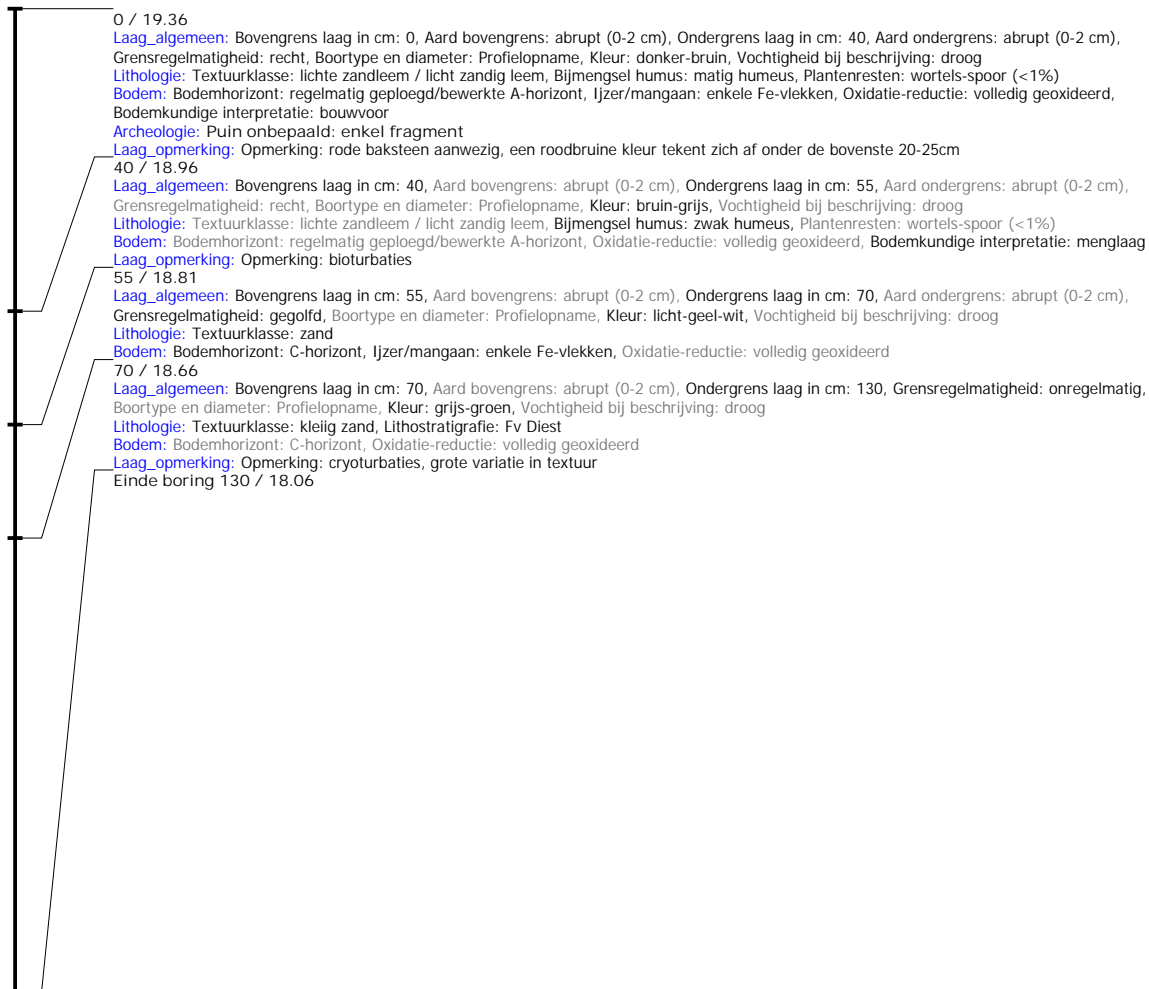 0 / 19.36
Laag_algemeen: Bovengrens laag in cm: 0, Aard bovengrens: abrupt (0-2 cm), Ondergrens laag in cm: 40, Aard ondergrens: abrupt (0-2 cm),
Grensregelmatigheid: recht, Boortype en diameter: Profielopname, Kleur: donker-bruin, Vochtigheid bij beschrijving: droog
Lithologie: Textuurklasse: lichte zandleem / licht zandig leem, Bijmengsel humus: matig humeus, Plantenresten: wortels-spoor (<1%)
Bodem: Bodemhorizont: regelmatig geploegd/bewerkte A-horizont, Ijzer/mangaan: enkele Fe-vlekken, Oxidatie-reductie: volledig geoxideerd,
Bodemkundige interpretatie: bouwvoor
Archeologie: Puin onbepaald: enkel fragment
Laag_opmerking: Opmerking: rode baksteen aanwezig, een roodbruine kleur tekent zich af onder de bovenste 20-25cm
40 / 18.96
Laag_algemeen: Bovengrens laag in cm: 40, Aard bovengrens: abrupt (0-2 cm), Ondergrens laag in cm: 55, Aard ondergrens: abrupt (0-2 cm),
Grensregelmatigheid: recht, Boortype en diameter: Profielopname, Kleur: bruin-grijs, Vochtigheid bij beschrijving: droog
Lithologie: Textuurklasse: lichte zandleem / licht zandig leem, Bijmengsel humus: zwak humeus, Plantenresten: wortels-spoor (<1%)
Bodem: Bodemhorizont: regelmatig geploegd/bewerkte A-horizont, Oxidatie-reductie: volledig geoxideerd, Bodemkundige interpretatie: menglaag
Laag_opmerking: Opmerking: bioturbaties
55 / 18.81
Laag_algemeen: Bovengrens laag in cm: 55, Aard bovengrens: abrupt (0-2 cm), Ondergrens laag in cm: 70, Aard ondergrens: abrupt (0-2 cm),
Grensregelmatigheid: gegolfd, Boortype en diameter: Profielopname, Kleur: licht-geel-wit, Vochtigheid bij beschrijving: droog
Lithologie: Textuurklasse: zand
Bodem: Bodemhorizont: C-horizont, Ijzer/mangaan: enkele Fe-vlekken, Oxidatie-reductie: volledig geoxideerd
70 / 18.66
Laag_algemeen: Bovengrens laag in cm: 70, Aard bovengrens: abrupt (0-2 cm), Ondergrens laag in cm: 130, Grensregelmatigheid: onregelmatig,
Boortype en diameter: Profielopname, Kleur: grijs-groen, Vochtigheid bij beschrijving: droog
Lithologie: Textuurklasse: kleiig zand, Lithostratigrafie: Fv Diest
Bodem: Bodemhorizont: C-horizont, Oxidatie-reductie: volledig geoxideerd
Laag_opmerking: Opmerking: cryoturbaties, grote variatie in textuur
Einde boring 130 / 18.06